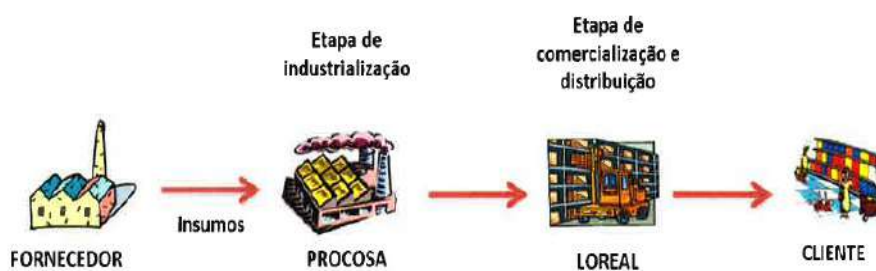 Etapa de
industrialização
Etapa de
comercialização e
distribuição
Insumos
FORNECEDOR
PROCOSA
LOREAL
CLIENTE